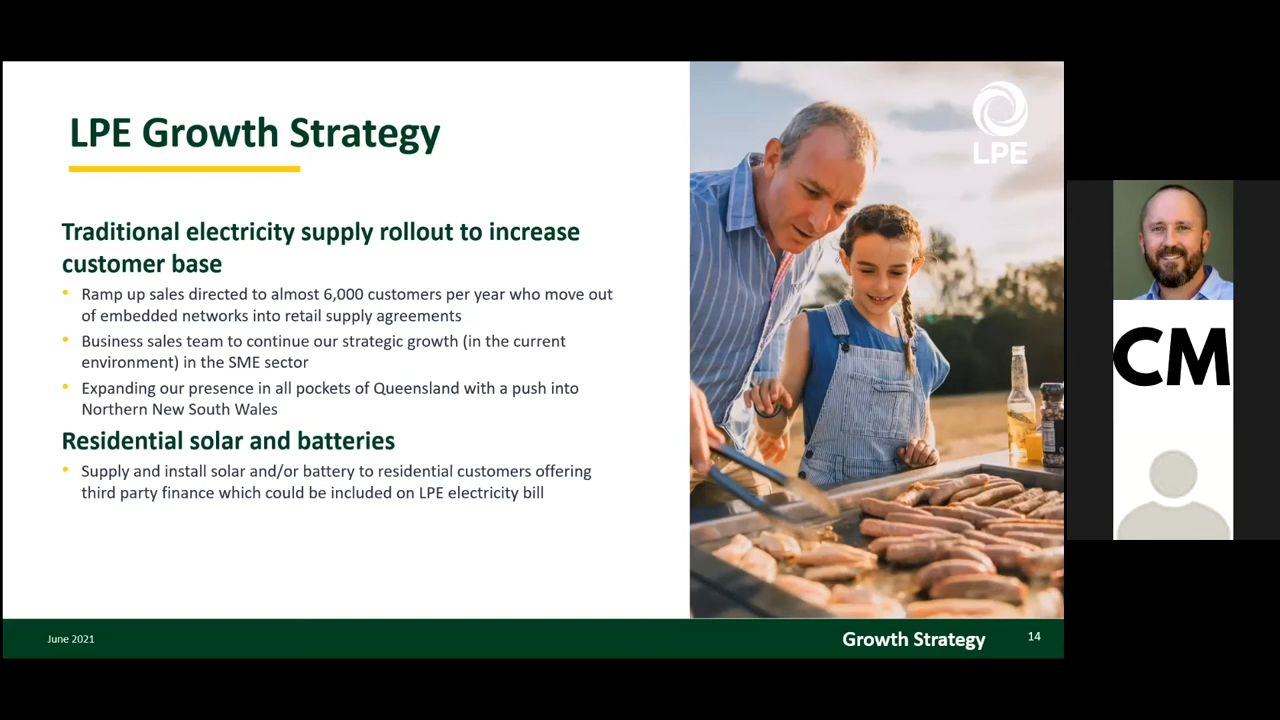 LPE Growth Strategy
Traditional electricity supply rollout to increase
customer base
• Ramp up sales directed to almost 6,000 customers per year who move out
of embedded networks into retail supply agreements
• Business sales team to continue our strategic growth (in the current
environment) in the SME sector
• Expanding our presence in all pockets of Queensland with a push into
Northern New South Wales
Residential solar and batteries
• Supply and install solar and/or battery to residential customers offering
third party finance which could be included on LPE electricity bill
LPE
June 2021
Growth Strategy
14
CM